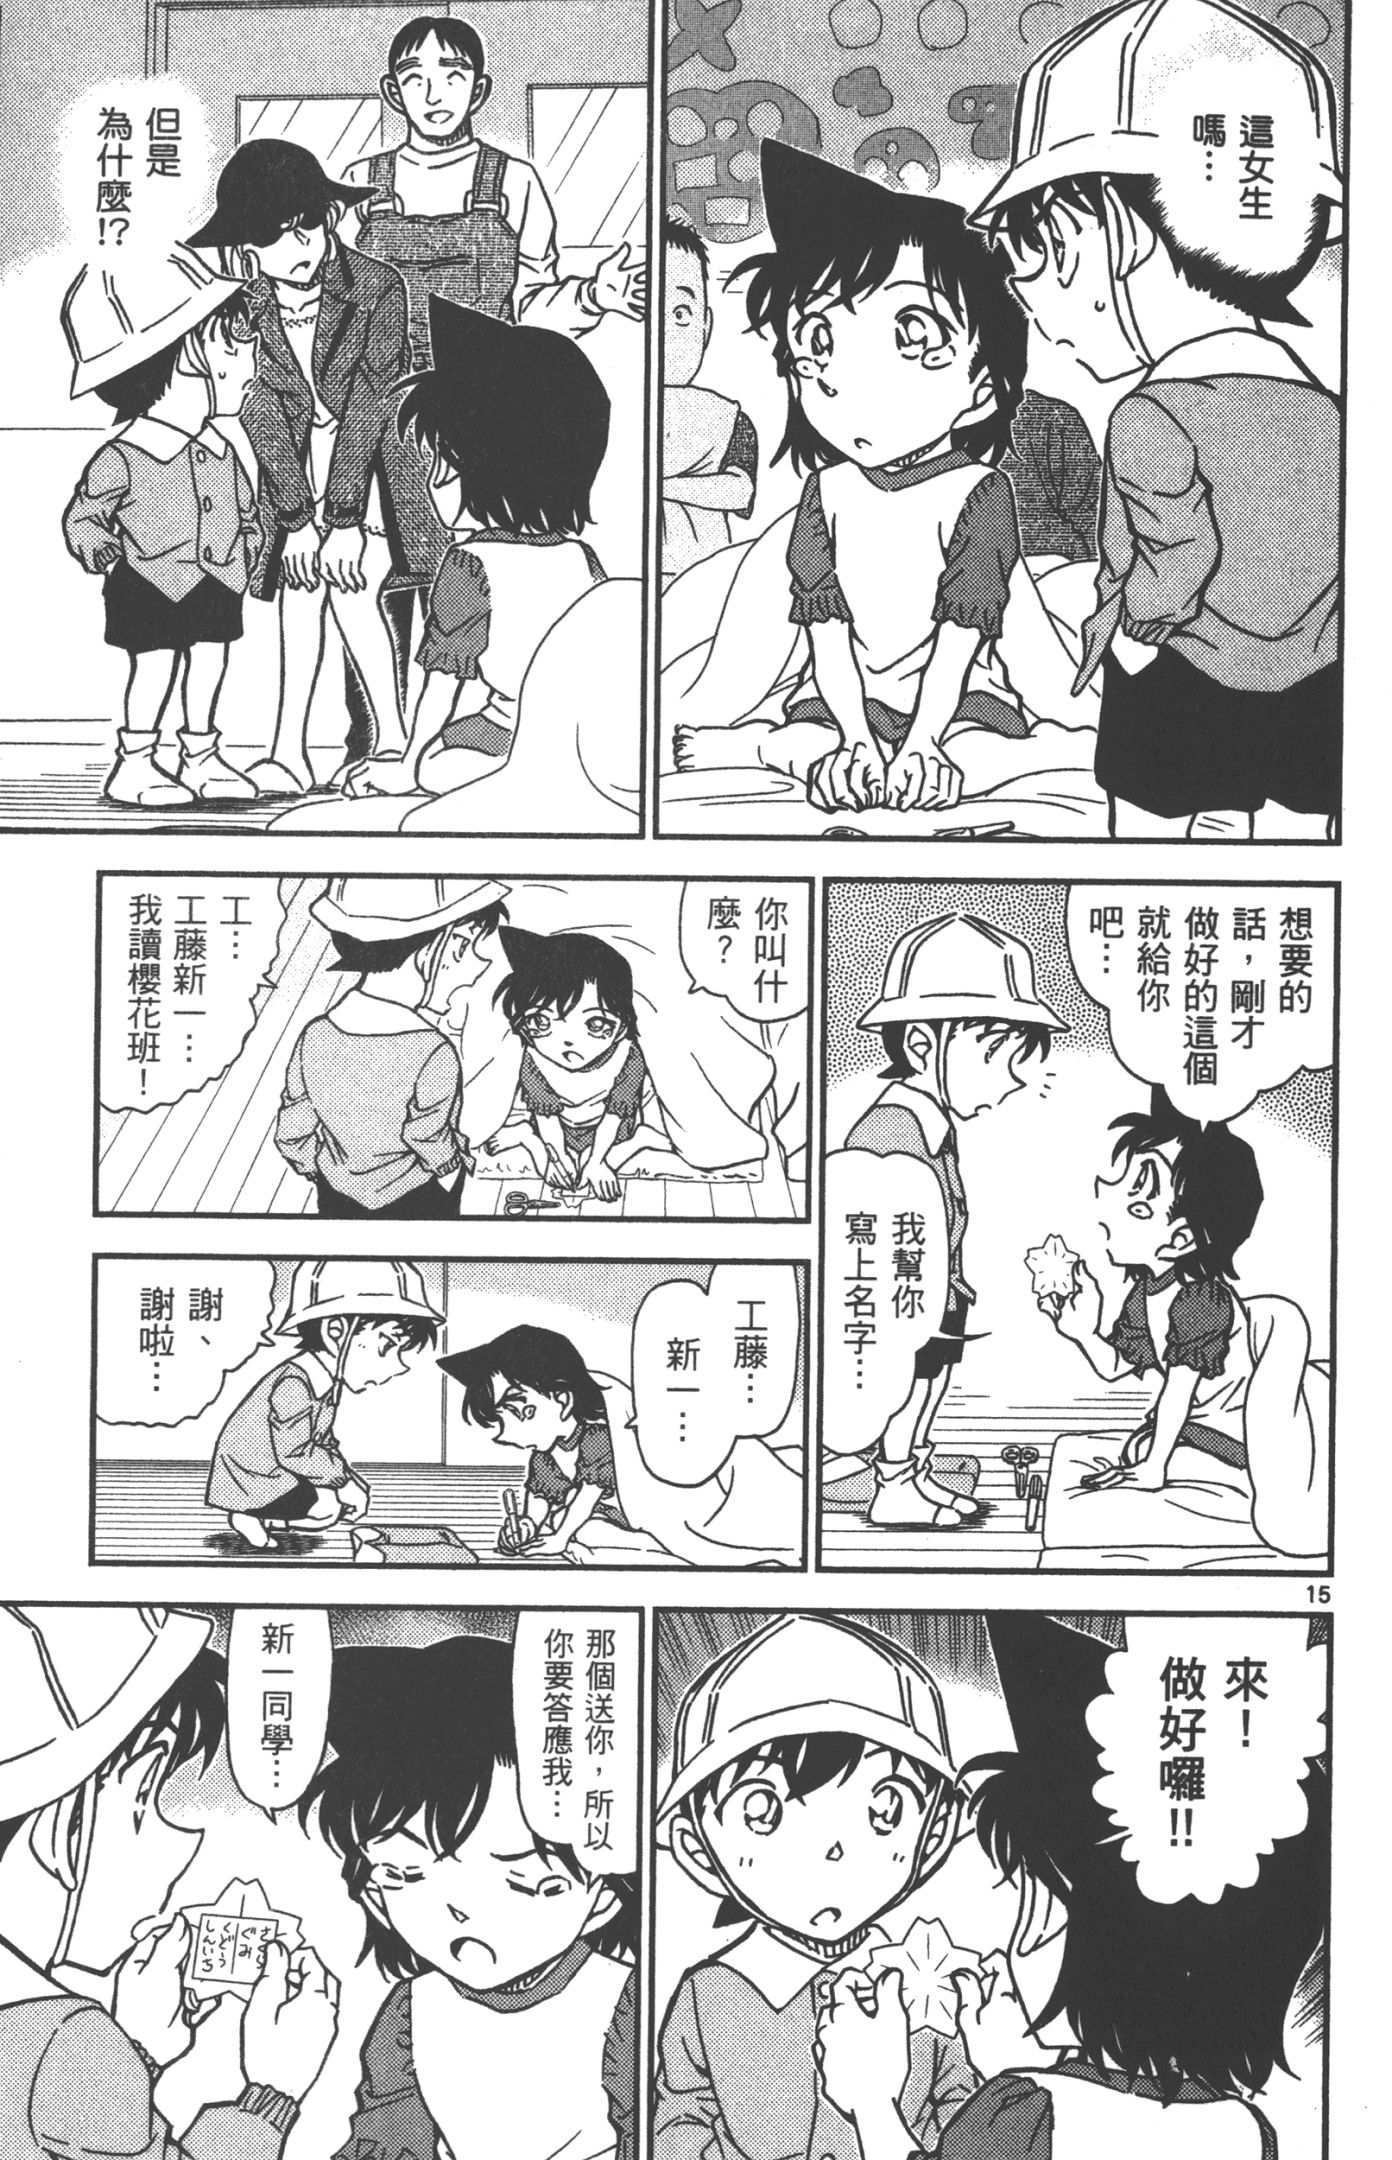 這女生
嗎…
但是
為什麼!?
想要的
話，剛才
做好的這個
就給你
吧…
我幫你
寫上名字…
你叫什
麼？
工…
工藤新一…
我讀櫻花班！
工藤…
新一…
謝、
謝啦…
15
來！
做好囉!!
那個送你，所以
你要答應我…
新一同學…
さくら
ぐみ
くどう
しんいち